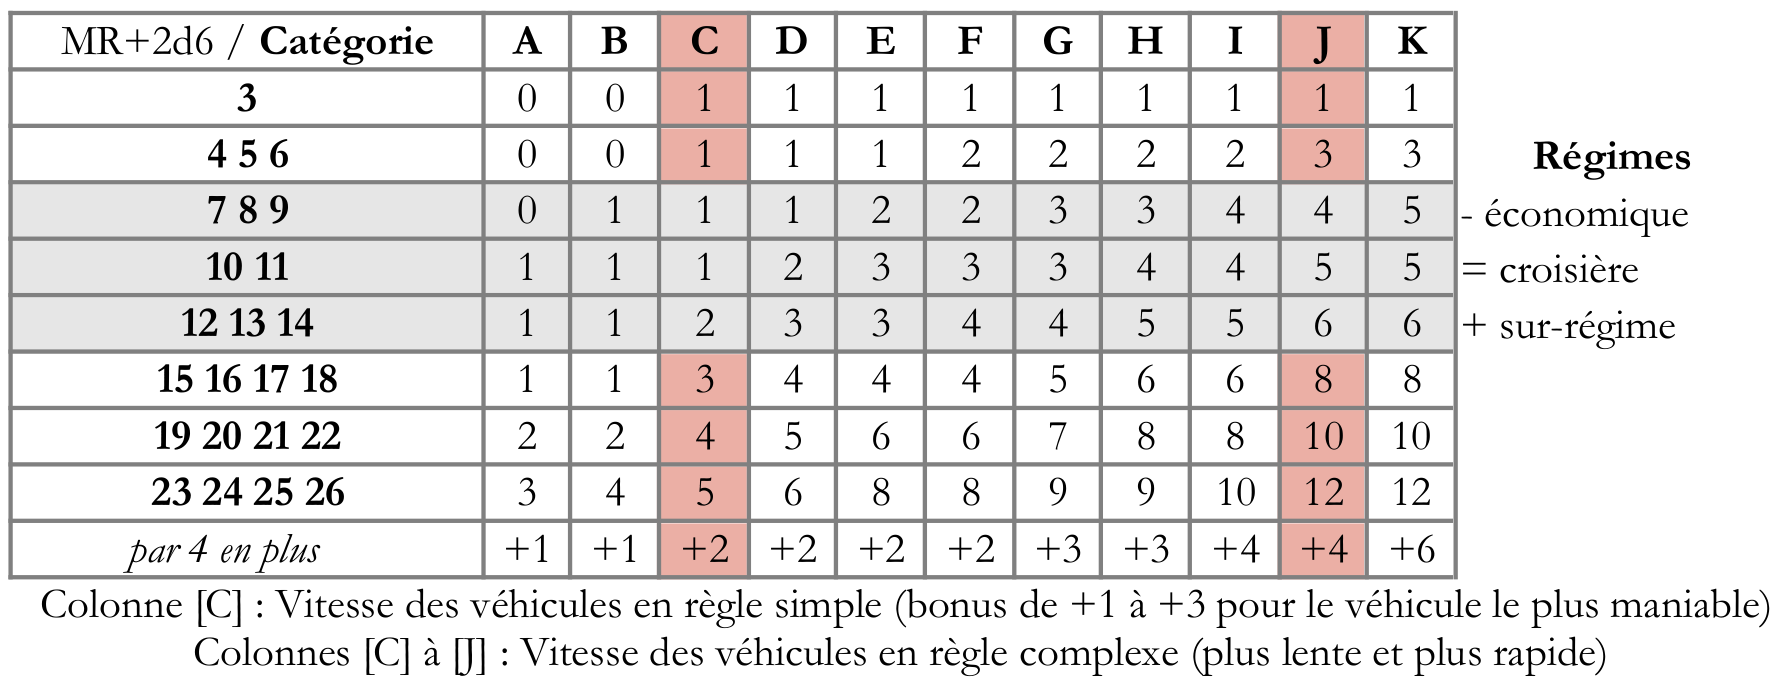 MR+2d6 / Catégorie A B C D E F G H I J K
3 0 0 1 1 1 1 1 1 1 1 1
4 5 6 0 0 1 1 1 2 2 2 2 3 3 Régimes
7 8 9 0 1 1 1 2 2 3 3 4 4 5 - économique
10 11 1 1 1 2 3 3 3 4 4 5 5 = croisière
12 13 14 1 1 2 3 3 4 4 5 5 6 6 + sur-régime
15 16 17 18 1 1 3 4 4 4 5 6 6 8 8
19 20 21 22 2 2 4 5 6 6 7 8 8 10 10
23 24 25 26 3 4 5 6 8 8 9 9 10 12 12
par 4 en plus +1 +1 +2 +2 +2 +2 +3 +3 +4 +4 +6
Colonne [C] : Vitesse des véhicules en règle simple (bonus de +1 à +3 pour le véhicule le plus maniable)
Colonnes [C] à [J] : Vitesse des véhicules en règle complexe (plus lente et plus rapide)